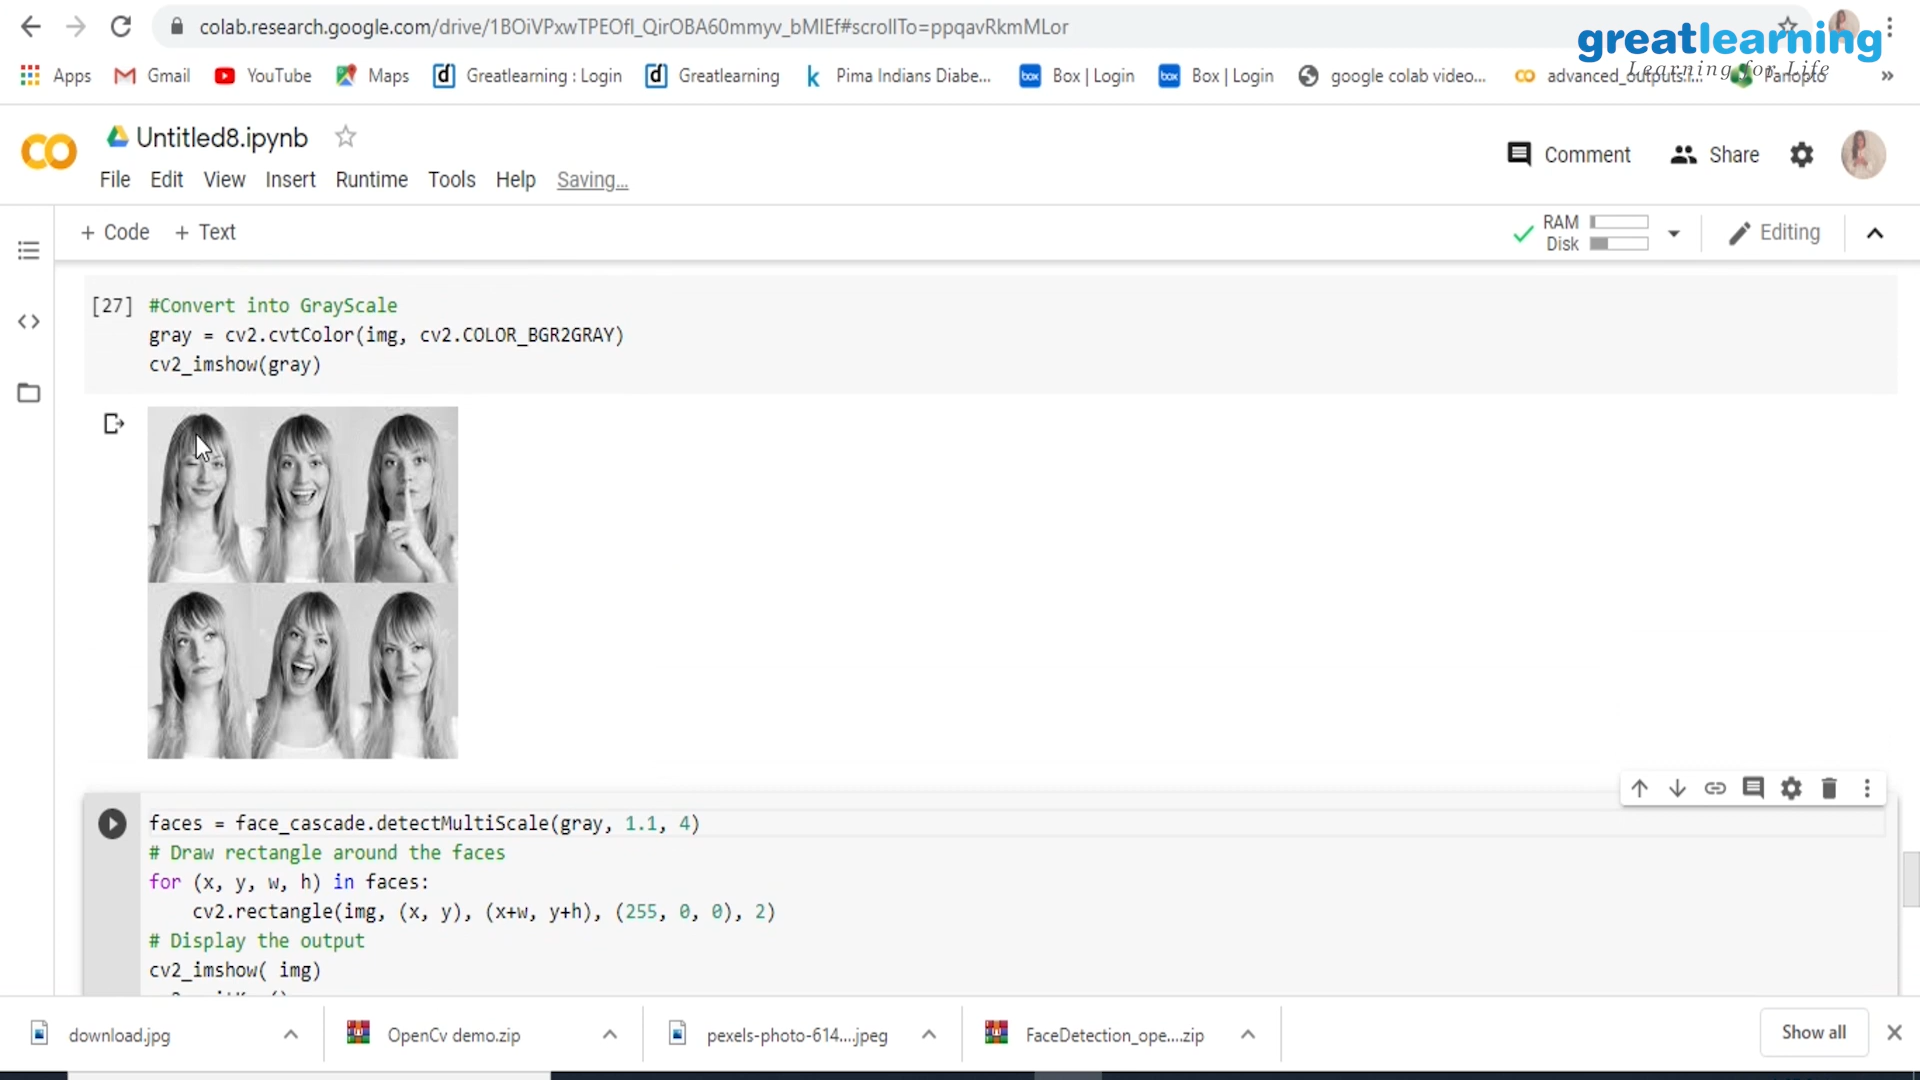 colab.research.google.com/drive/1BOiVPxwTPEOfl_QirOBA60mmyv_bMIEf#scrollTo=ppqavRkmMLor
greatlearning
Learning for Life
Apps Gmail YouTube Maps Greatlearning : Login Greatlearning Pima Indians Diabe... Box | Login Box | Login google colab video... advanced_outputs.... Panopto »
Untitled8.ipynb
Comment Share
File Edit View Insert Runtime Tools Help Saving...
+ Code + Text
RAM
Disk
Editing
[27] #Convert into GrayScale
gray = cv2.cvtColor(img, cv2.COLOR_BGR2GRAY)
cv2_imshow(gray)
faces = face_cascade.detectMultiScale(gray, 1.1, 4)
# Draw rectangle around the faces
for (x, y, w, h) in faces:
cv2.rectangle(img, (x, y), (x+w, y+h), (255, 0, 0), 2)
# Display the output
cv2_imshow( img)
download.jpg OpenCv demo.zip pexels-photo-614....jpeg FaceDetection_ope....zip Show all